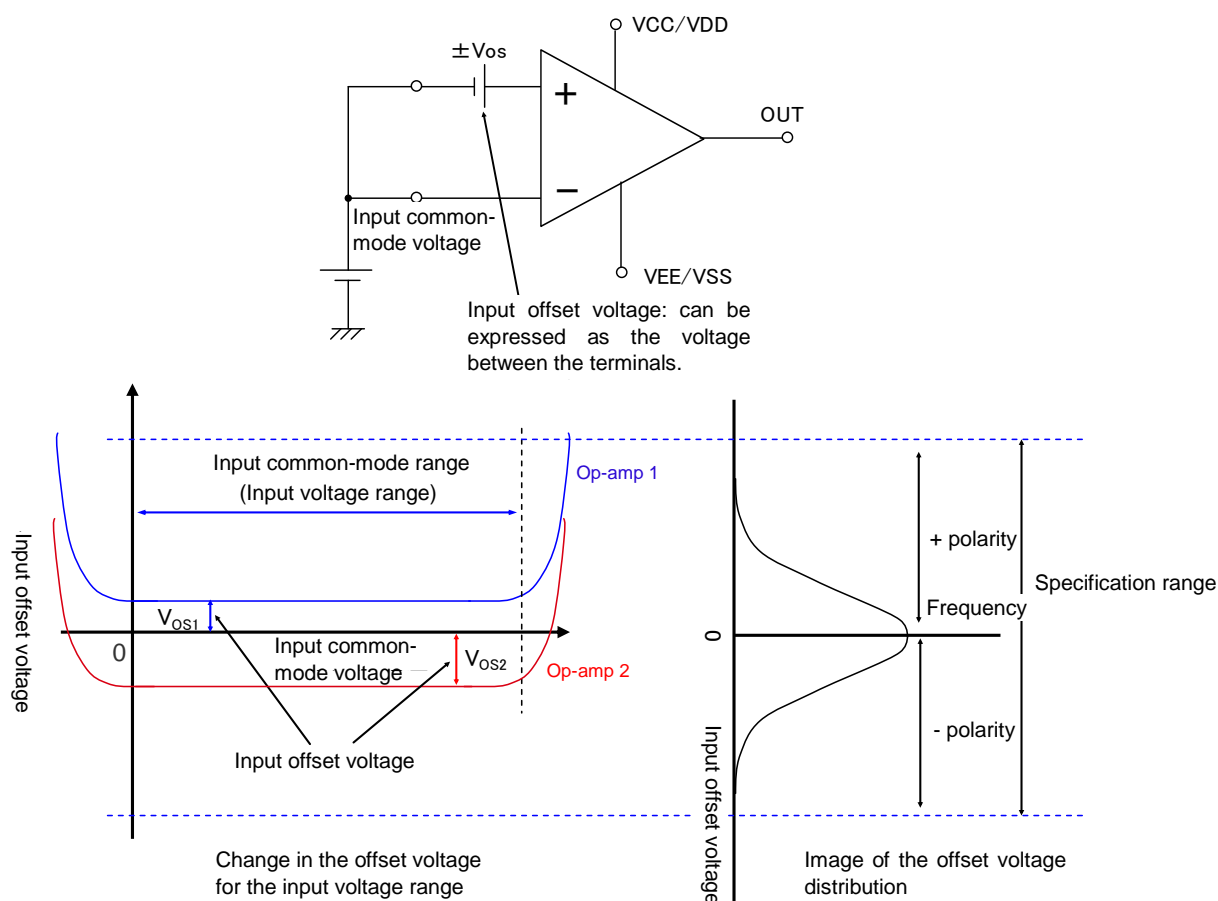 VCC/VDD
±Vos
+
OUT
−
Input common-
mode voltage
VEE/VSS
Input offset voltage: can be
expressed as the voltage
between the terminals.
Input common-mode range
(Input voltage range)
Op-amp 1
+ polarity
Specification range
Input offset voltage
VOS1
Frequency
0
0
Input common-
mode voltage
VOS2
Op-amp 2
- polarity
Input offset voltage
Input offset voltage
Change in the offset voltage
for the input voltage range
Image of the offset voltage
distribution